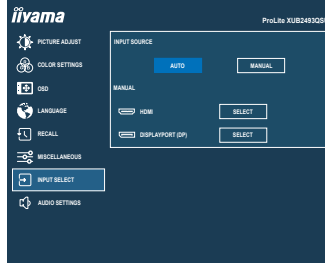 iiyama
ProLite XUB2493QSU
PICTURE ADJUST
COLOR SETTINGS
OSD
LANGUAGE
RECALL
MISCELLANEOUS
INPUT SELECT
AUDIO SETTINGS
INPUT SOURCE
AUTO MANUAL
MANUAL
HDMI SELECT
DISPLAYPORT (DP) SELECT